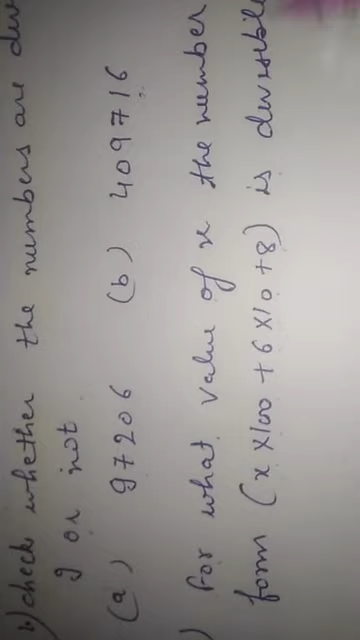 b) check whether the numbers are div
9 or not
(a) 97206 (b) 409716
) For what value of x the number
form (x X100 + 6 X10 + 8) is divisible